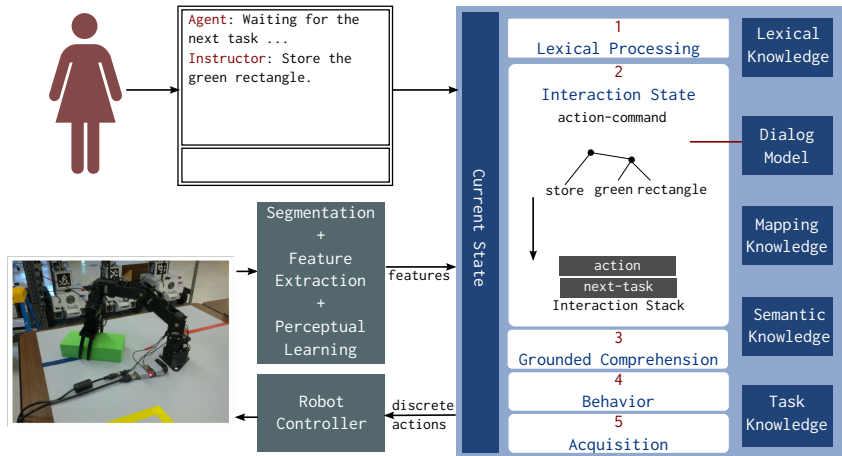 Agent: Waiting for the
next task ...
Instructor: Store the
green rectangle.
Segmentation
+
Feature
Extraction
+
Perceptual
Learning
features
Robot
Controller
discrete
actions
Current State
1
Lexical Processing
2
Interaction State
action-command
store
green
rectangle
action
next-task
Interaction Stack
3
Grounded Comprehension
4
Behavior
5
Acquisition
Lexical
Knowledge
Dialog
Model
Mapping
Knowledge
Semantic
Knowledge
Task
Knowledge